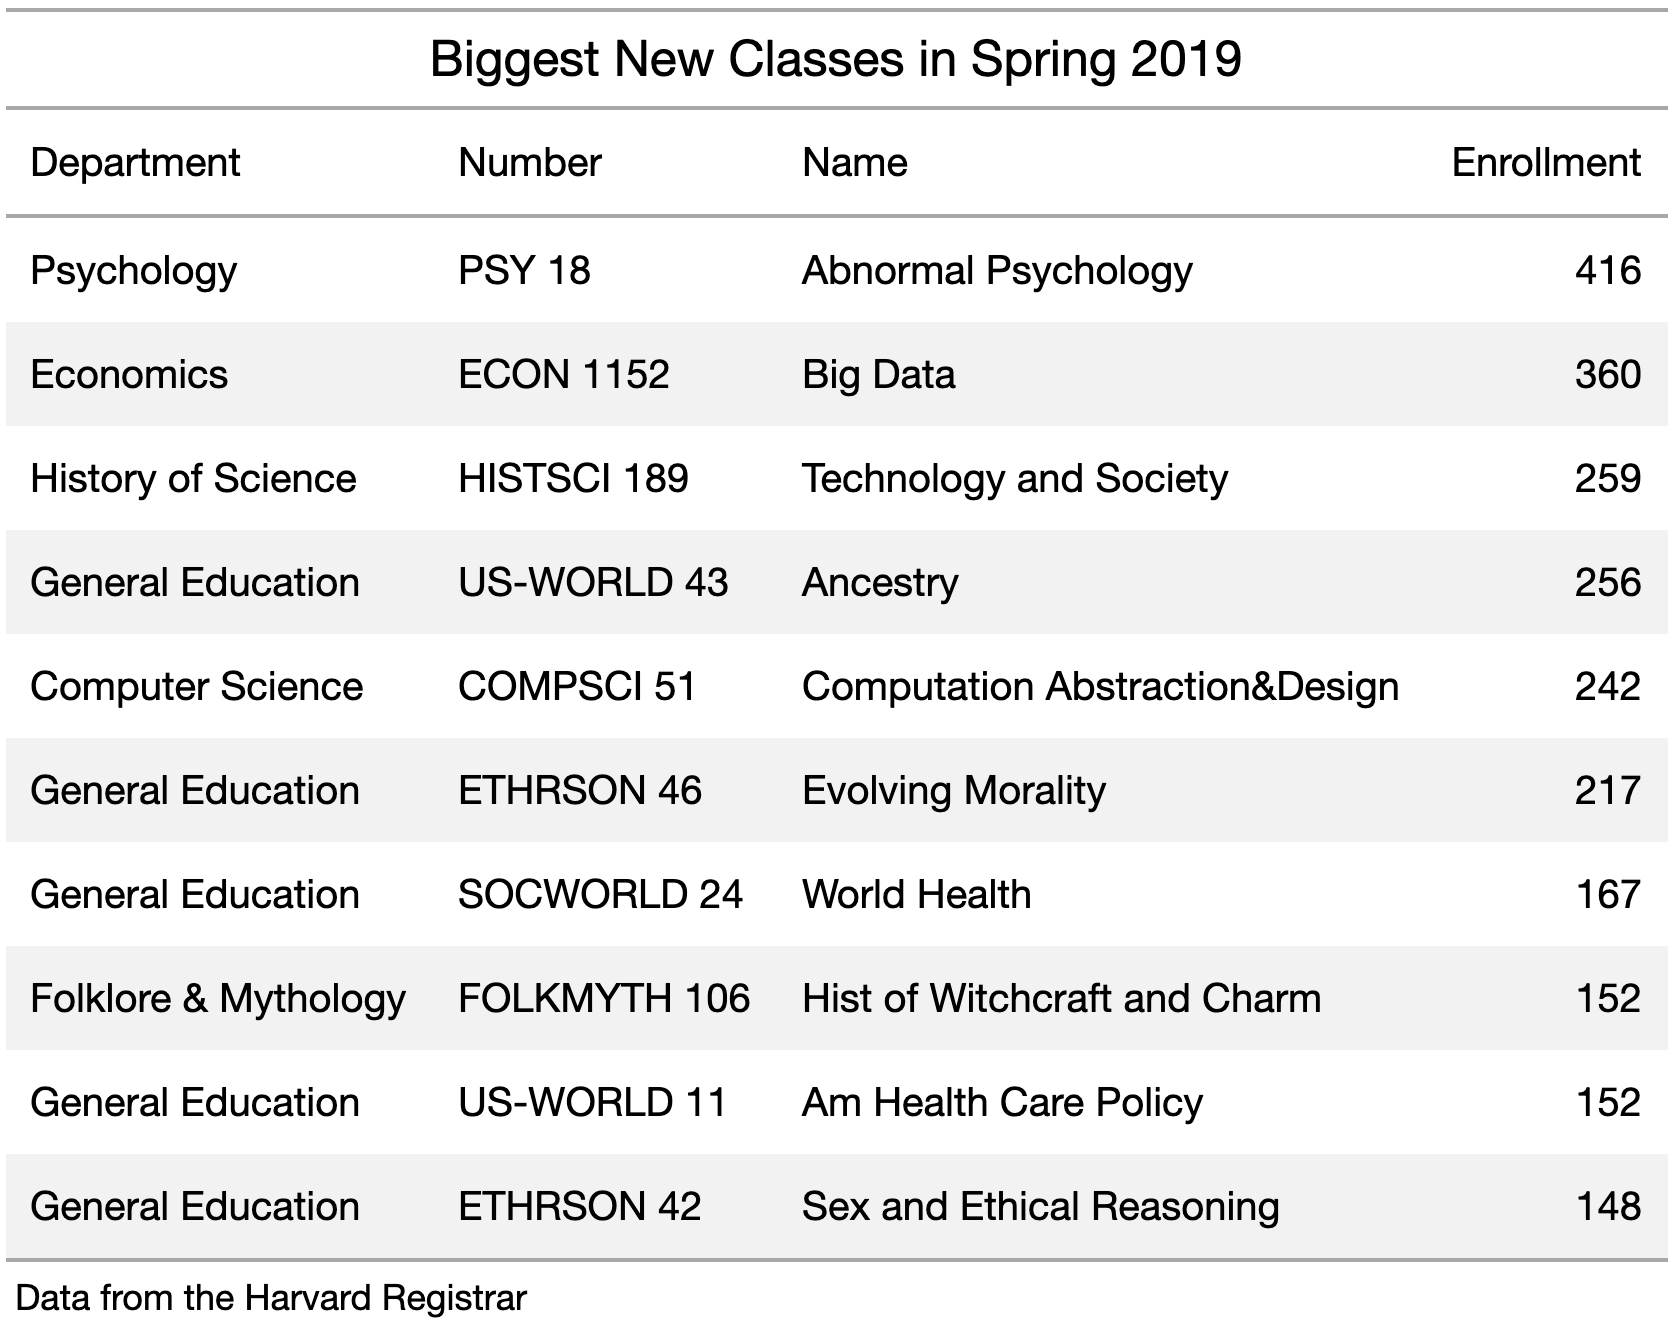 Biggest New Classes in Spring 2019
Department Number Name Enrollment
Psychology PSY 18 Abnormal Psychology 416
Economics ECON 1152 Big Data 360
History of Science HISTSCI 189 Technology and Society 259
General Education US-WORLD 43 Ancestry 256
Computer Science COMPSCI 51 Computation Abstraction&Design 242
General Education ETHRSON 46 Evolving Morality 217
General Education SOCWORLD 24 World Health 167
Folklore & Mythology FOLKMYTH 106 Hist of Witchcraft and Charm 152
General Education US-WORLD 11 Am Health Care Policy 152
General Education ETHRSON 42 Sex and Ethical Reasoning 148
Data from the Harvard Registrar